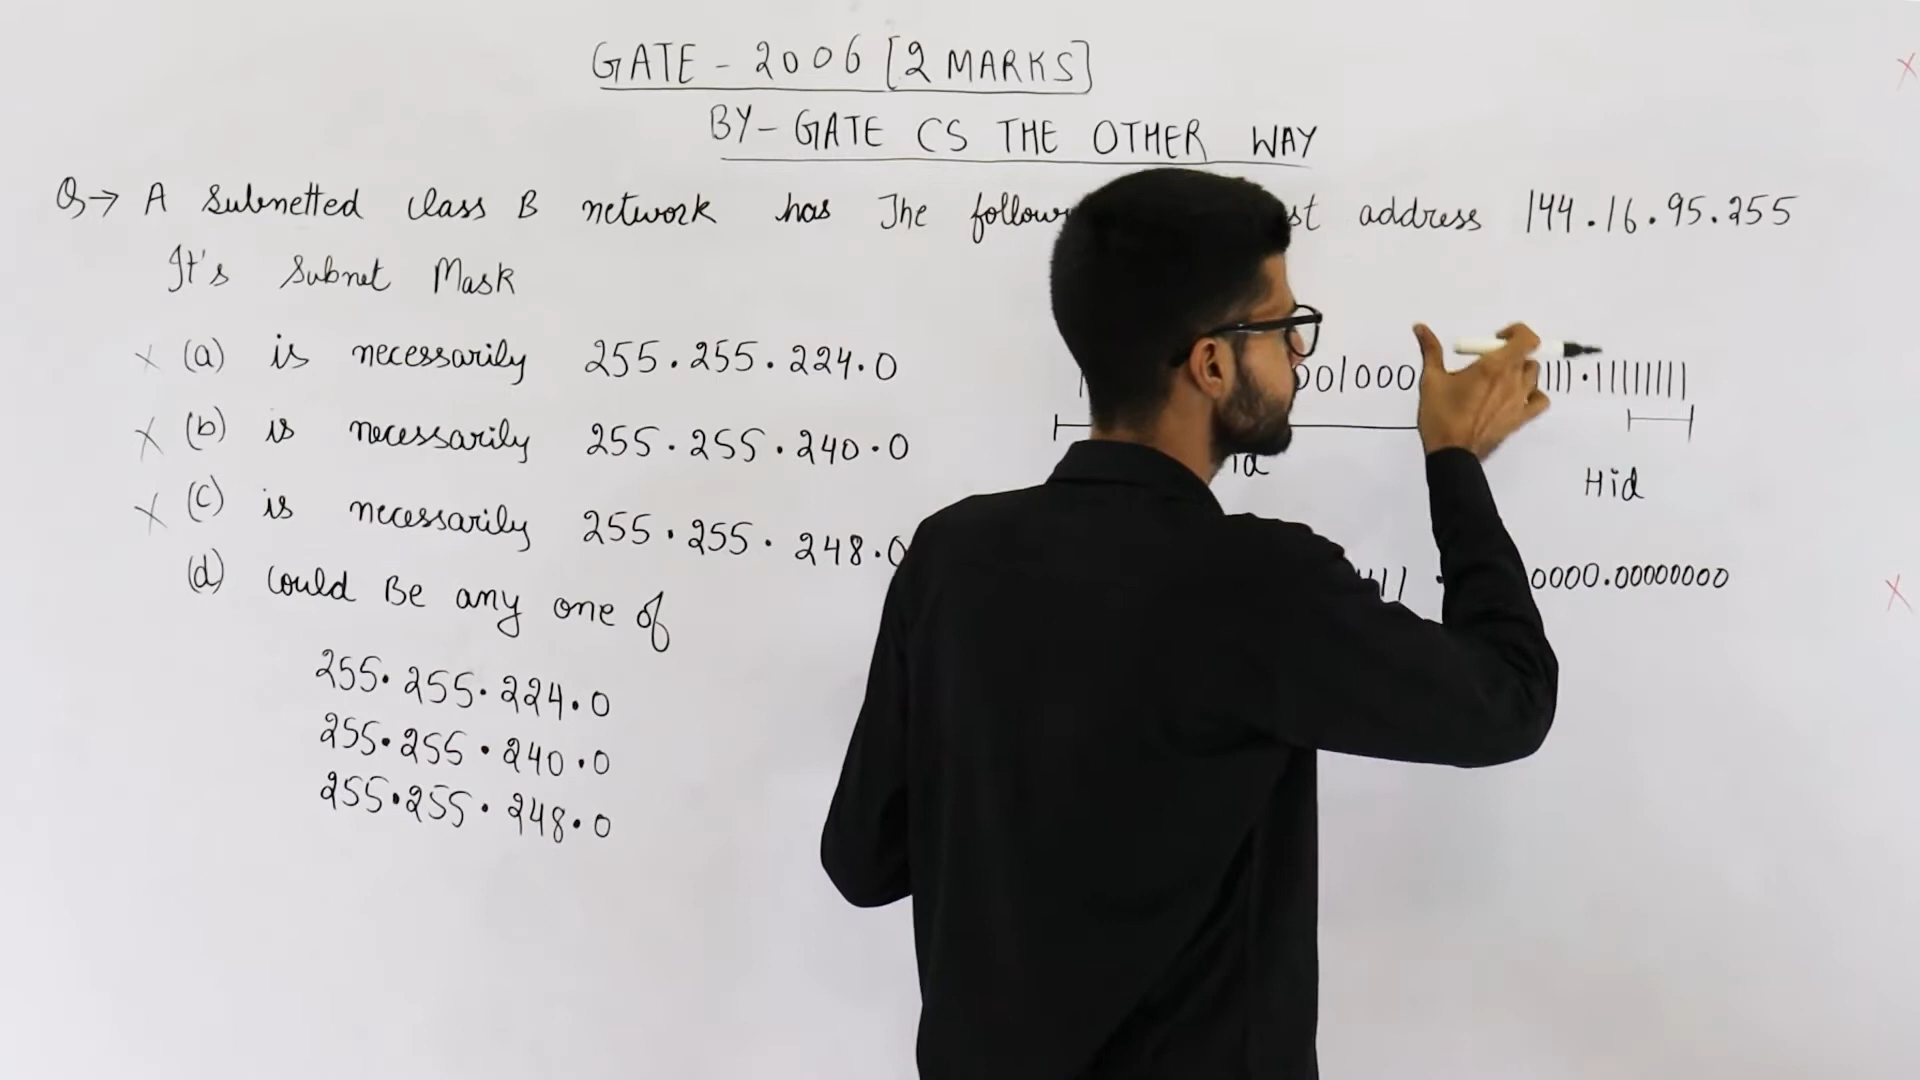 GATE - 2006 [2 MARKS]
BY - GATE CS THE OTHER WAY
Q→ A Subnetted class B network has The follow st address 144.16.95.255
It's Subnet Mask
x (a) is necessarily 255.255.224.0
x (b) is necessarily 255.255.240.0
x (c) is necessarily 255.255.248.0
(d) Could Be any one of
255.255.224.0
255.255.240.0
255.255.248.0
001000
111.11111111
id
Hid
0000.00000000
x
x